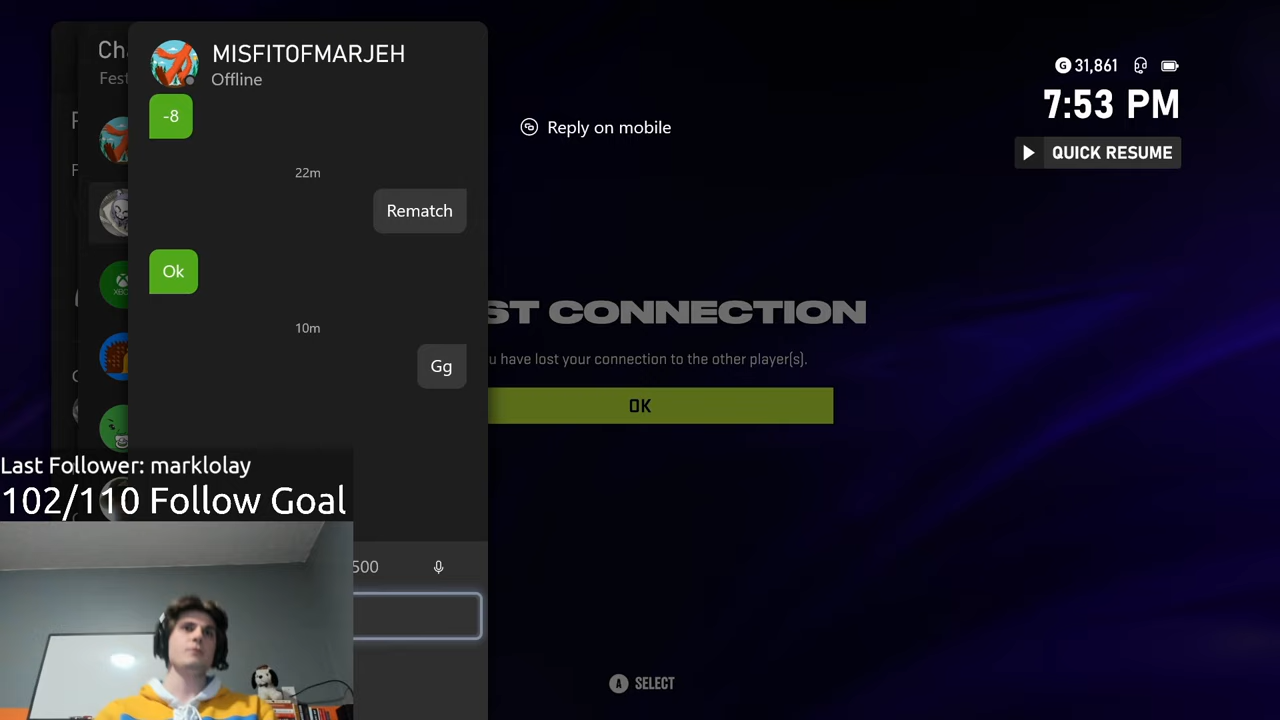 Cha
Fest
MISFITOFMARJEH
Offline
-8
22m
Rematch
Ok
10m
Gg
500
Reply on mobile
G 31,861
7:53 PM
QUICK RESUME
ST CONNECTION
u have lost your connection to the other player(s).
OK
A SELECT
Last Follower: marklolay
102/110 Follow Goal